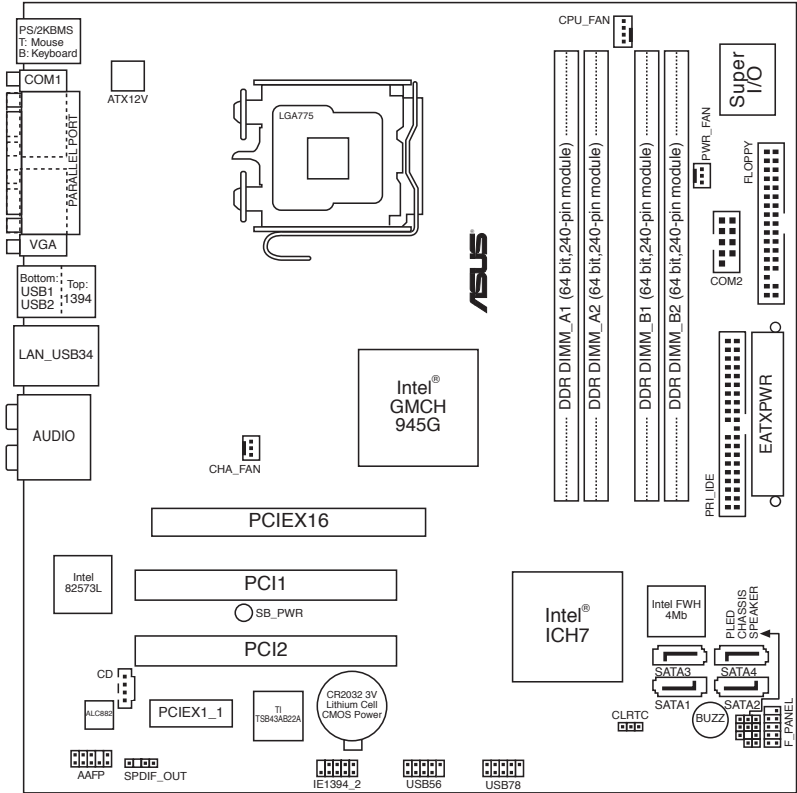 PS/2KBMS
T: Mouse
B: Keyboard
CPU_FAN
COM1
ATX12V
Super
I/O
LGA775
PARALLEL PORT
PWR_FAN
FLOPPY
VGA
COM2
Bottom:
USB1
USB2
Top:
1394
ASUS®
DDR DIMM_A1 (64 bit,240-pin module)
DDR DIMM_A2 (64 bit,240-pin module)
DDR DIMM_B1 (64 bit,240-pin module)
DDR DIMM_B2 (64 bit,240-pin module)
LAN_USB34
Intel®
GMCH
945G
AUDIO
CHA_FAN
PRI_IDE
EATXPWR
PCIEX16
Intel
82573L
PCI1
SB_PWR
PCI2
Intel®
ICH7
Intel FWH
4Mb
PLED
CHASSIS
SPEAKER
SATA3
SATA4
CD
CR2032 3V
Lithium Cell
CMOS Power
SATA1
SATA2
ALC882
PCIEX1_1
TI
TSB43AB22A
CLRTC
BUZZ
F_PANEL
AAFP
SPDIF_OUT
IE1394_2
USB56
USB78